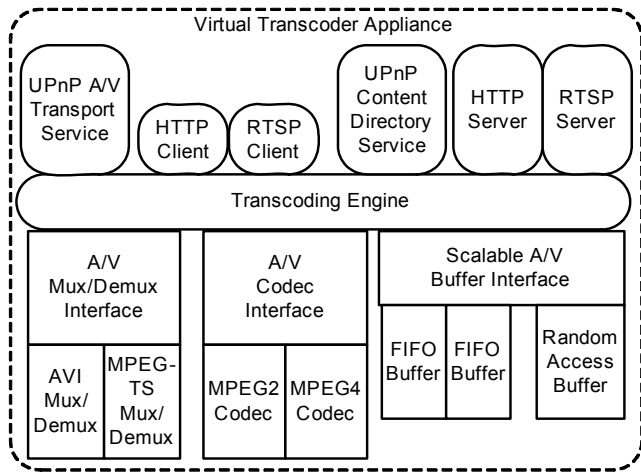 Virtual Transcoder Appliance
UPnP A/V
Transport
Service
HTTP
Client
RTSP
Client
UPnP
Content
Directory
Service
HTTP
Server
RTSP
Server
Transcoding Engine
A/V
Mux/Demux
Interface
AVI
Mux/
Demux
MPEG-
TS
Mux/
Demux
A/V
Codec
Interface
MPEG2
Codec
MPEG4
Codec
Scalable A/V
Buffer Interface
FIFO
Buffer
FIFO
Buffer
Random
Access
Buffer